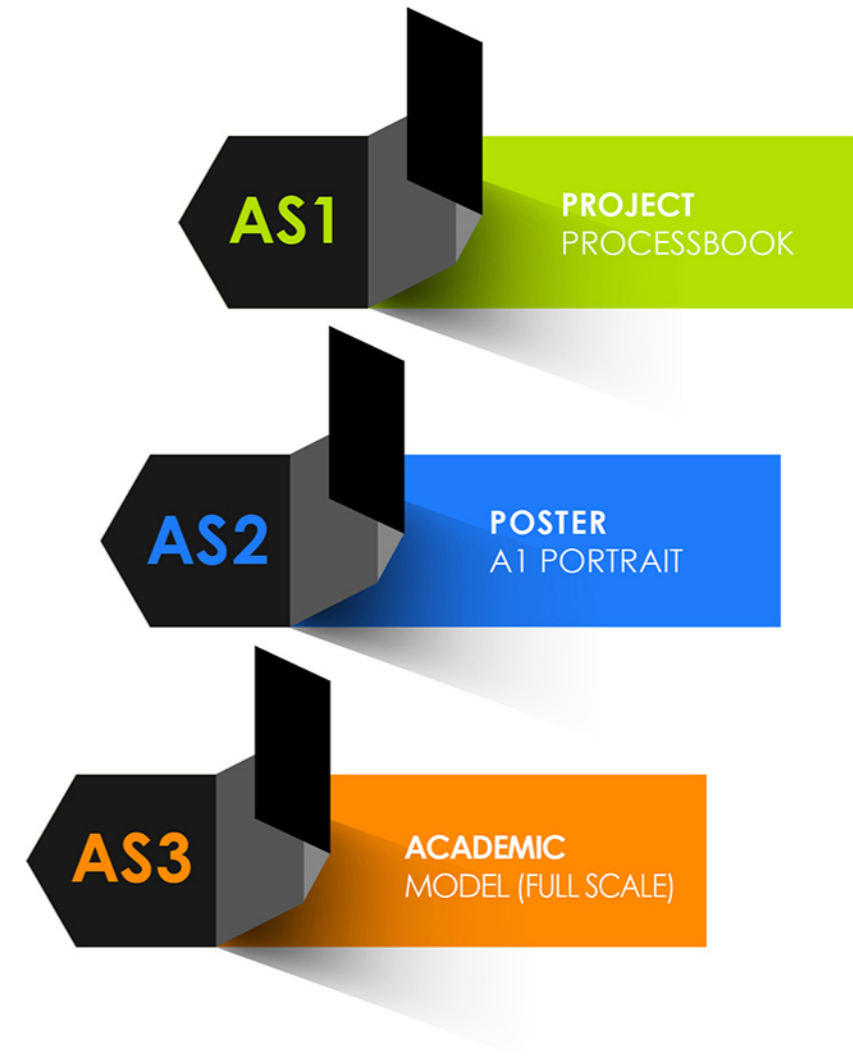 AS1
PROJECT
PROCESSBOOK
AS2
POSTER
A1 PORTRAIT
AS3
ACADEMIC
MODEL (FULL SCALE)